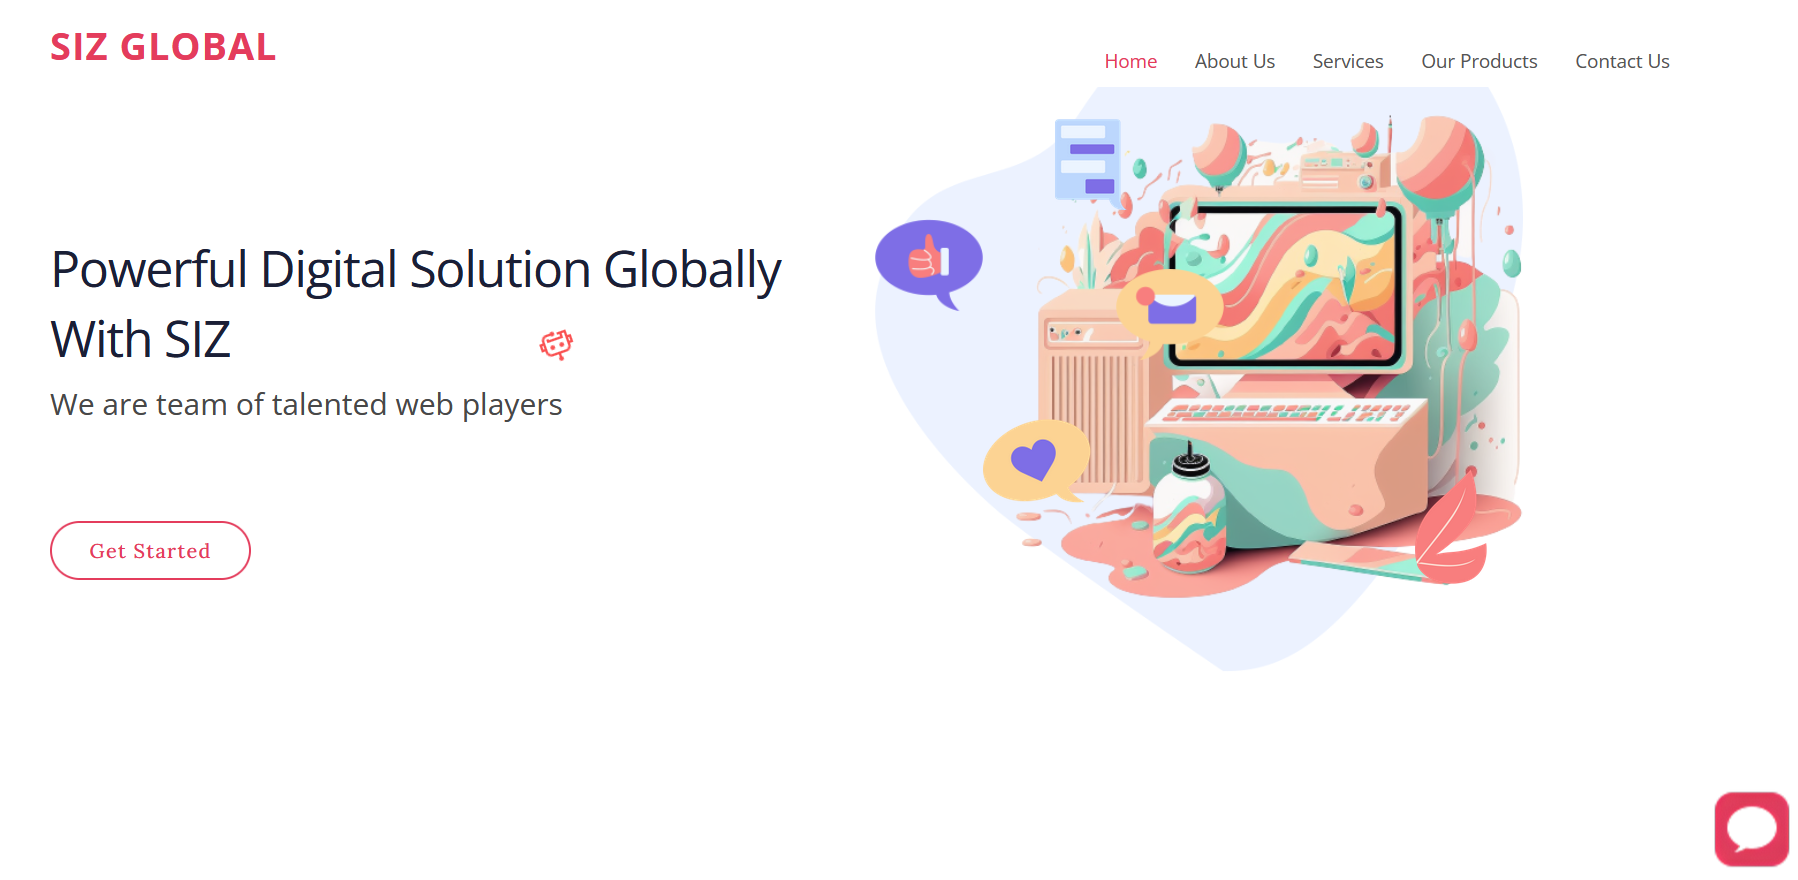 SIZ GLOBAL
Home About Us Services Our Products Contact Us
Powerful Digital Solution Globally
With SIZ
We are team of talented web players
Get Started